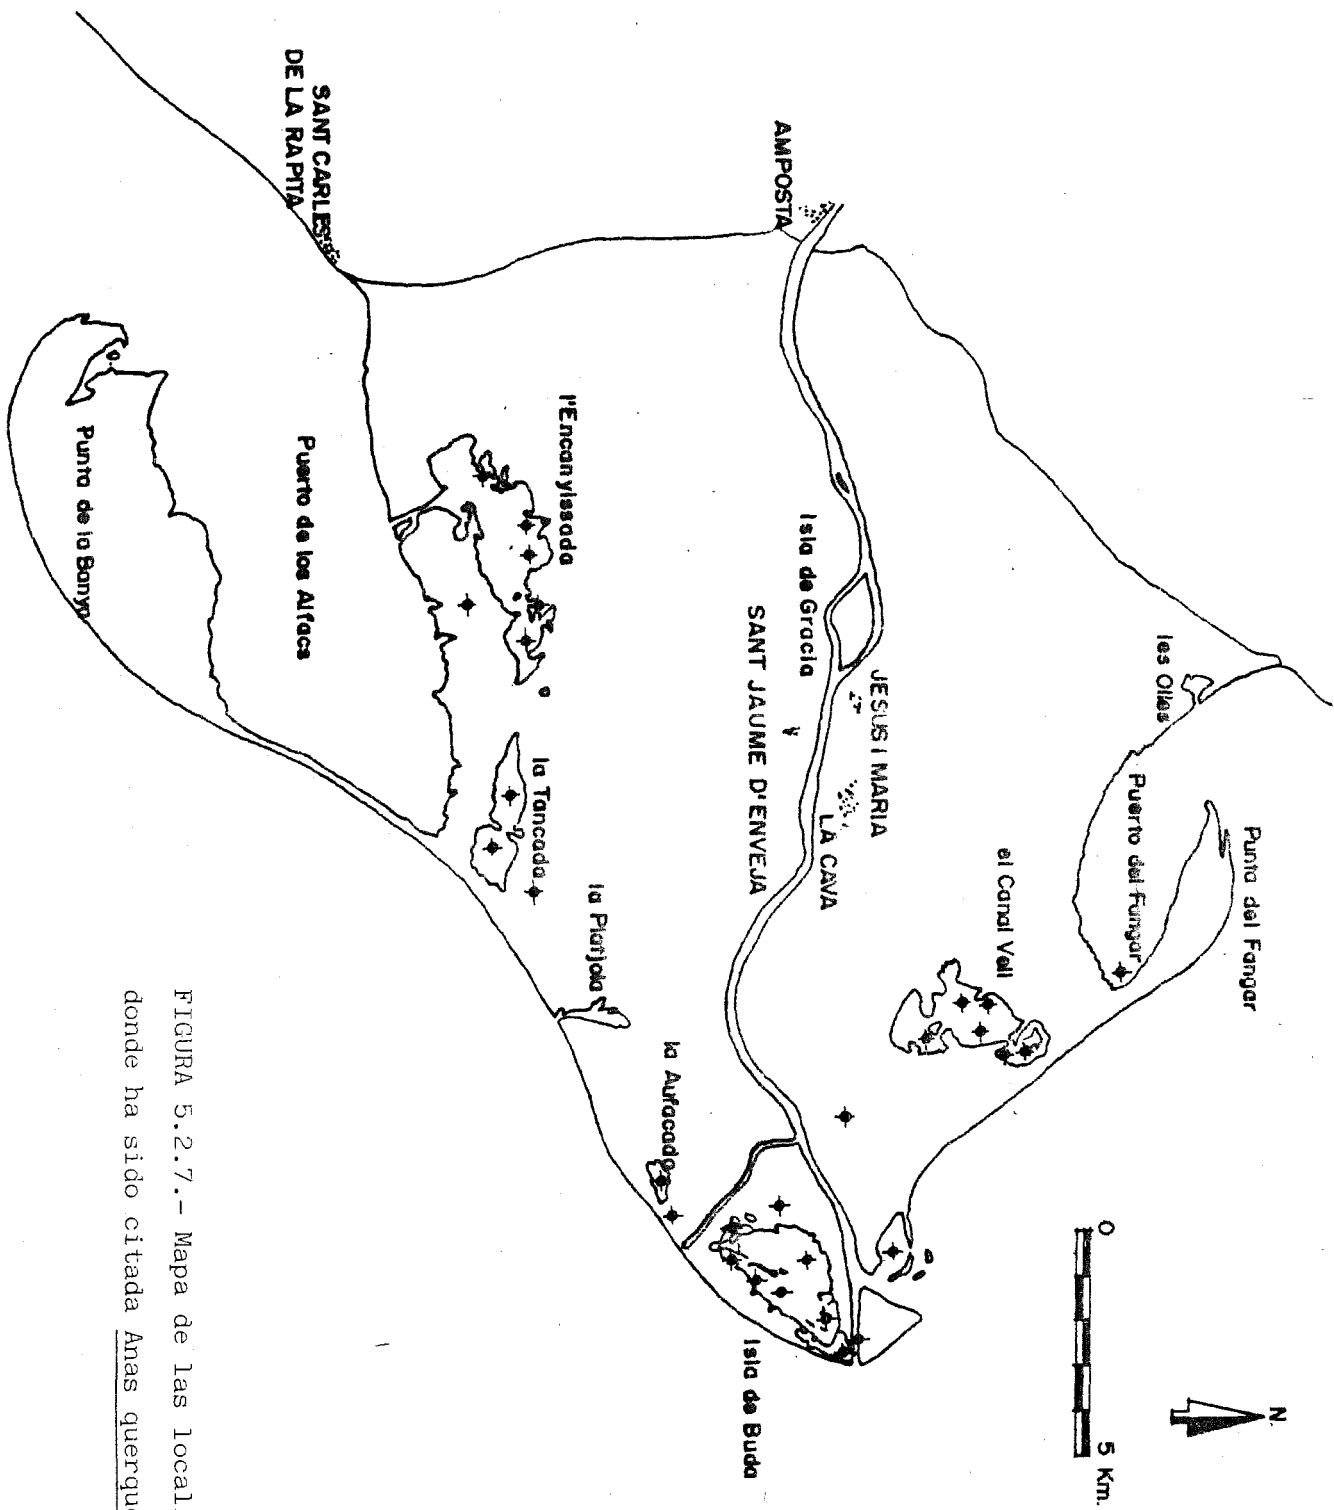 SANT CARLES
DE LA RAPITA
AMPOSTA
l'Encanyissada
Puerto de los Alfacs
Punta de la Banya
Isla de Gracia
SANT JAUME D'ENVEJA
JESUS I MARIA
LA CAVA
les Olles
Puerto del Fangar
Punta del Fangar
el Canal Vell
la Tancada
la Platjola
la Aufacada
Isla de Buda
0
5 Km.
N.
FIGURA 5.2.7.- Mapa de las local
donde ha sido citada Anas querqu